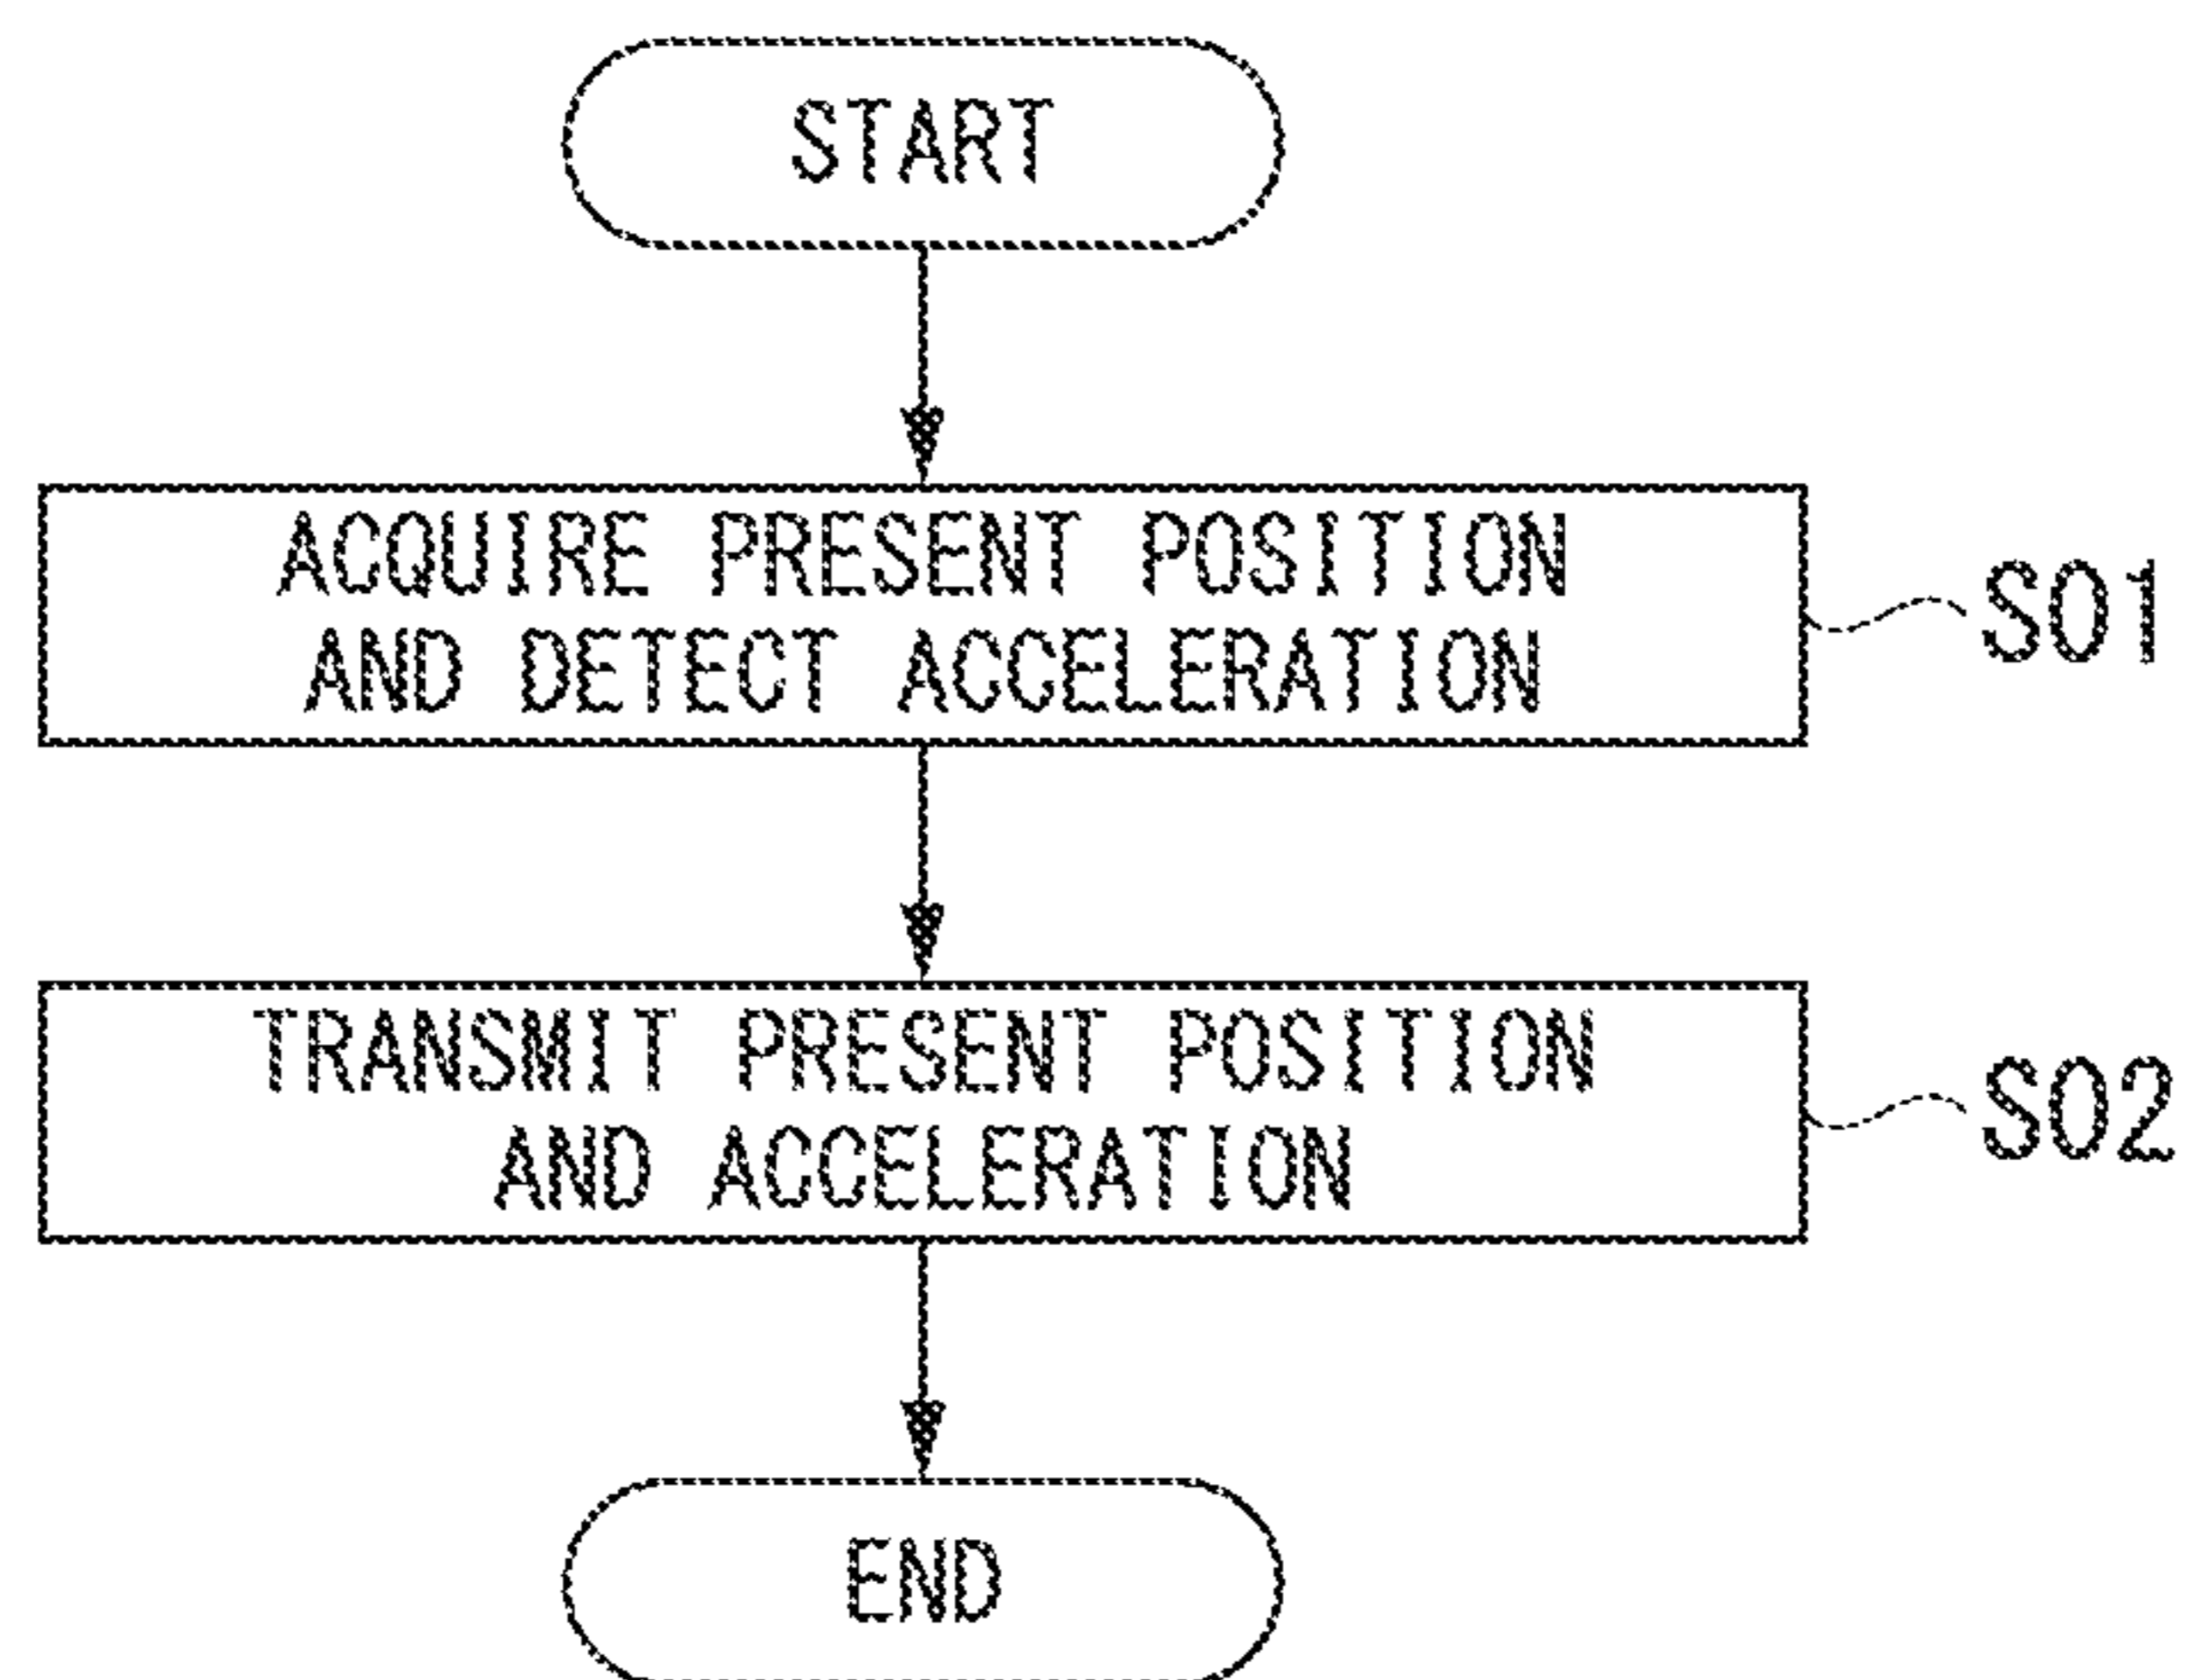 START
ACQUIRE PRESENT POSITION
AND DETECT ACCELERATION
S01
TRANSMIT PRESENT POSITION
AND ACCELERATION
S02
END